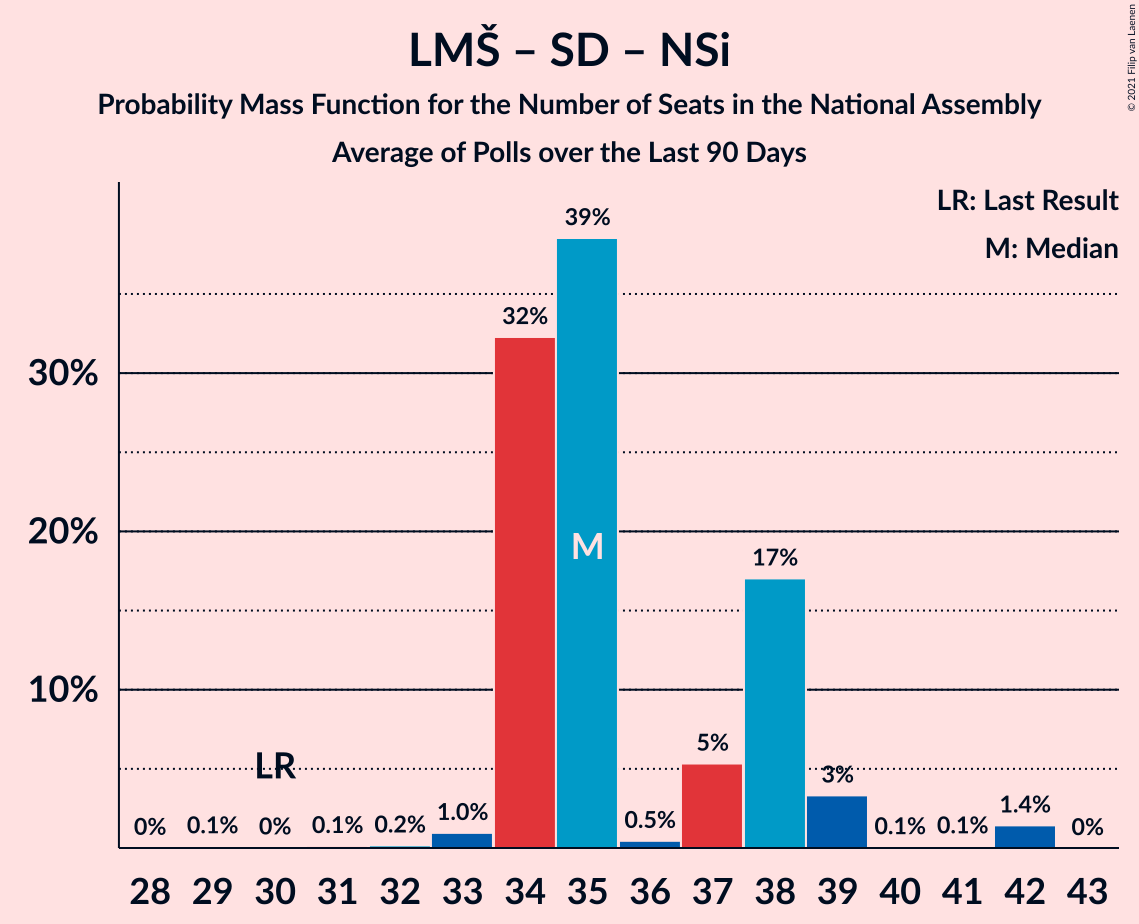 LMŠ – SD – NSi
Probability Mass Function for the Number of Seats in the National Assembly
Average of Polls over the Last 90 Days
© 2021 Filip van Laenen
LR: Last Result
M: Median
39%
32%
30%
20%
M
17%
10%
LR
5%
3%
0%
0.1%
0%
0.1%
0.2%
1.0%
0.5%
0.1%
0.1%
1.4%
0%
28 29 30 31 32 33 34 35 36 37 38 39 40 41 42 43